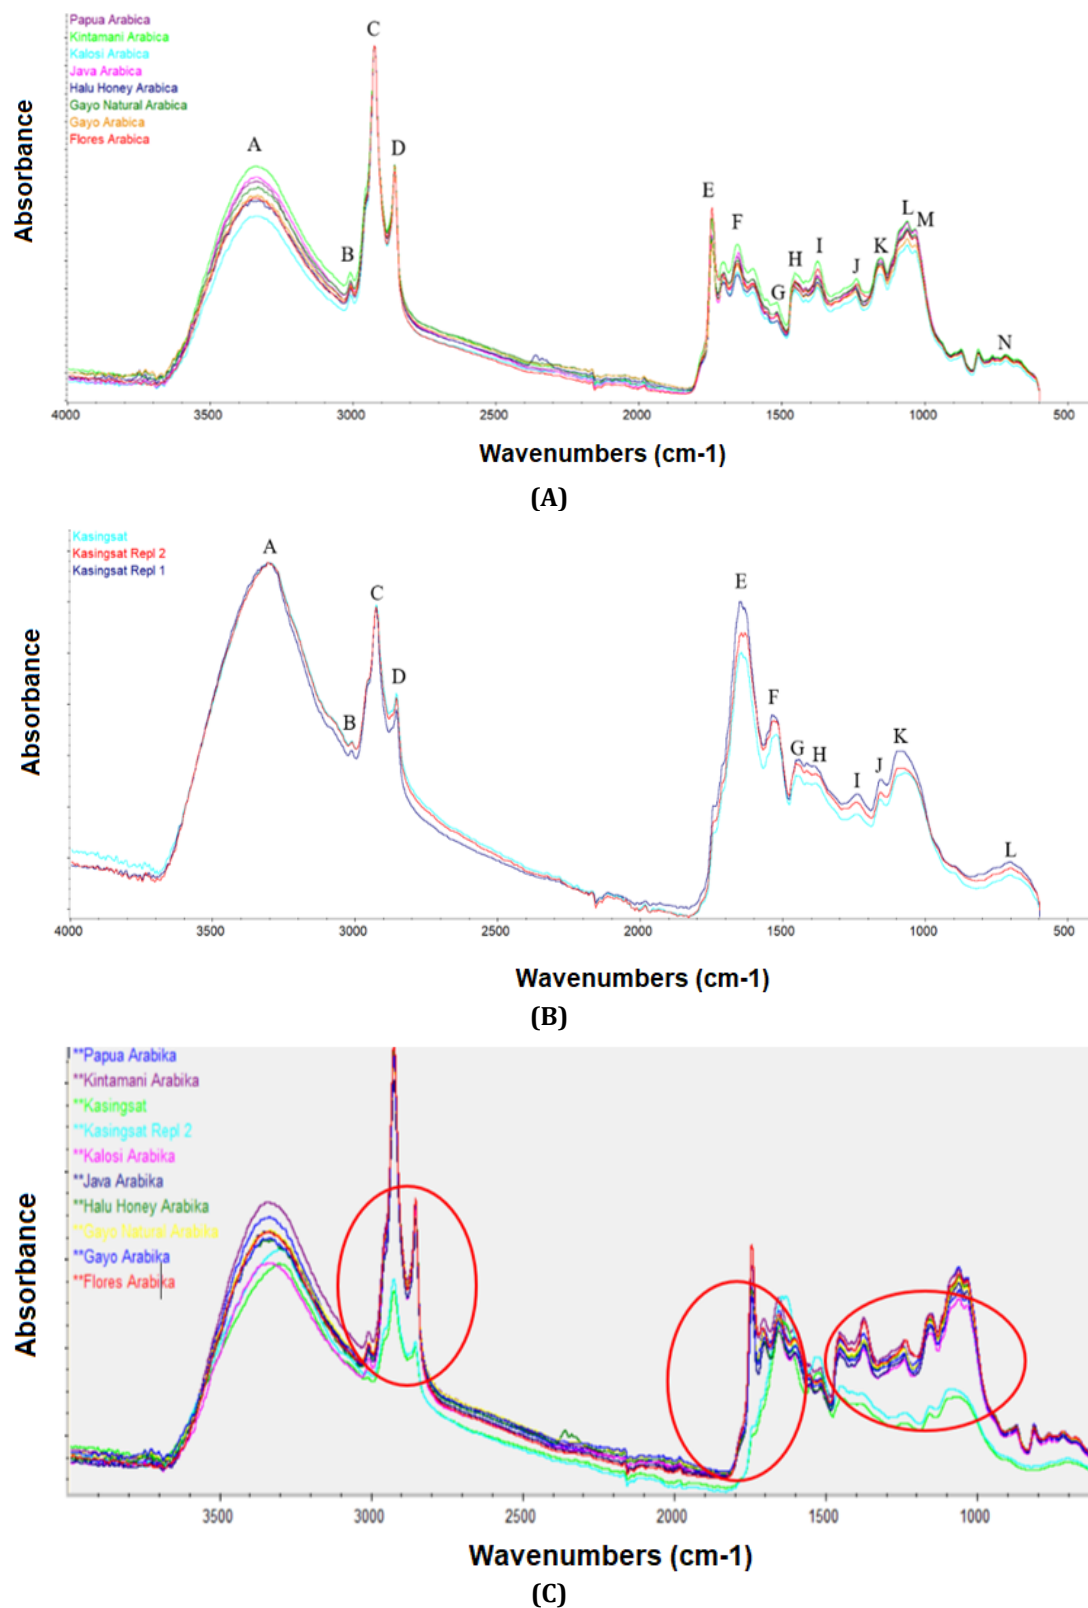 Papua Arabica
Kintamani Arabica
Kalosi Arabica
Java Arabica
Halu Honey Arabica
Gayo Natural Arabica
Gayo Arabica
Flores Arabica
Absorbance
A
B
C
D
E
F
G
H
I
J
K
L
M
N
4000 3500 3000 2500 2000 1500 1000 500
Wavenumbers (cm-1)
(A)
Kasingsat
Kasingsat Repl 2
Kasingsat Repl 1
Absorbance
A
B
C
D
E
F
G
H
I
J
K
L
4000 3500 3000 2500 2000 1500 1000 500
Wavenumbers (cm-1)
(B)
**Papua Arabika
**Kintamani Arabika
**Kasingsat
**Kasingsat Repl 2
**Kalosi Arabika
**Java Arabika
**Halu Honey Arabika
**Gayo Natural Arabika
**Gayo Arabika
**Flores Arabika
Absorbance
3500 3000 2500 2000 1500 1000
Wavenumbers (cm-1)
(C)